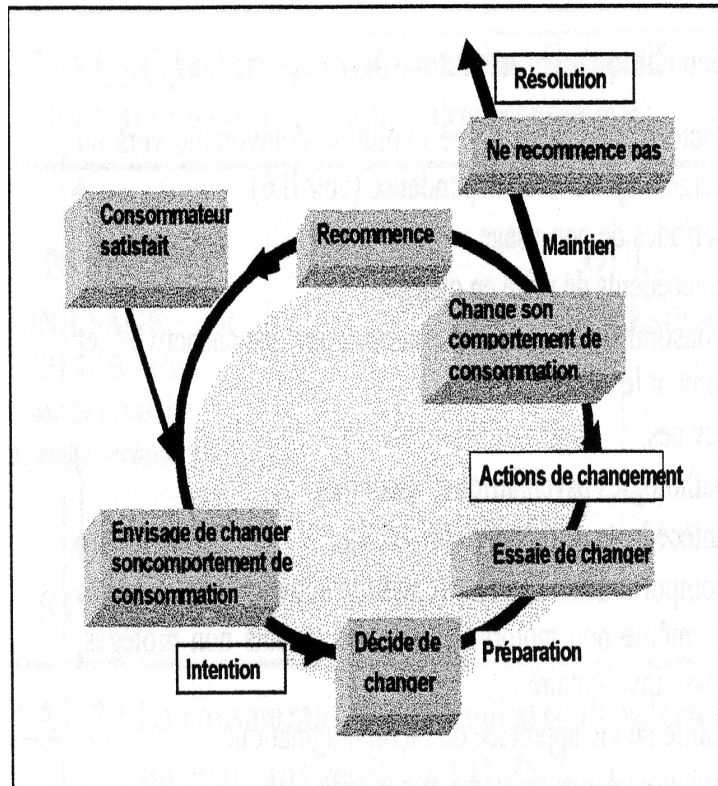 Résolution
Ne recommence pas
Consommateur
satisfait
Recommence
Maintien
Change son
comportement de
consommation
Actions de changement
Envisage de changer
soncomportement de
consommation
Essaie de changer
Intention
Décide de
changer
Préparation